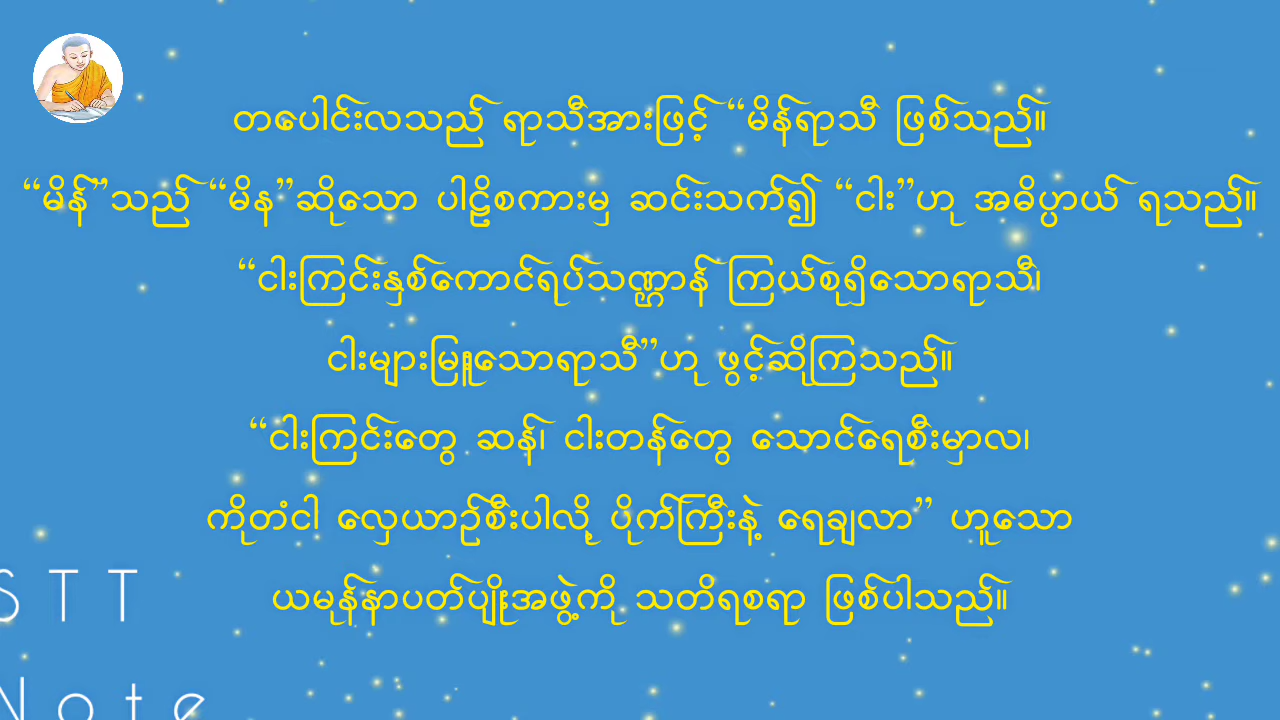 တပေါင်းလသည် ရာသီအားဖြင့် “မိန်ရာသီ ဖြစ်သည်။
“မိန်”သည် “မိန”ဆိုသော ပါဠိစကားမှ ဆင်းသက်၍ “ငါး”ဟု အဓိပ္ပာယ် ရသည်။
“ငါးကြင်းနှစ်ကောင်ရပ်သဏ္ဌာန် ကြယ်စုရှိသောရာသီ၊
ငါးများမြူးသောရာသီ”ဟု ဖွင့်ဆိုကြသည်။
“ငါးကြင်းတွေ ဆန်၊ ငါးတန်တွေ သောင်ရေစီးမှာလ၊
ကိုတံငါ လှေယာဉ်စီးပါလို့ ပိုက်ကြီးနဲ့ ရေချလာ” ဟူသော
ယမုန်နာပတ်ပျိုးအဖွဲ့ကို သတိရစရာ ဖြစ်ပါသည်။
STT
Note